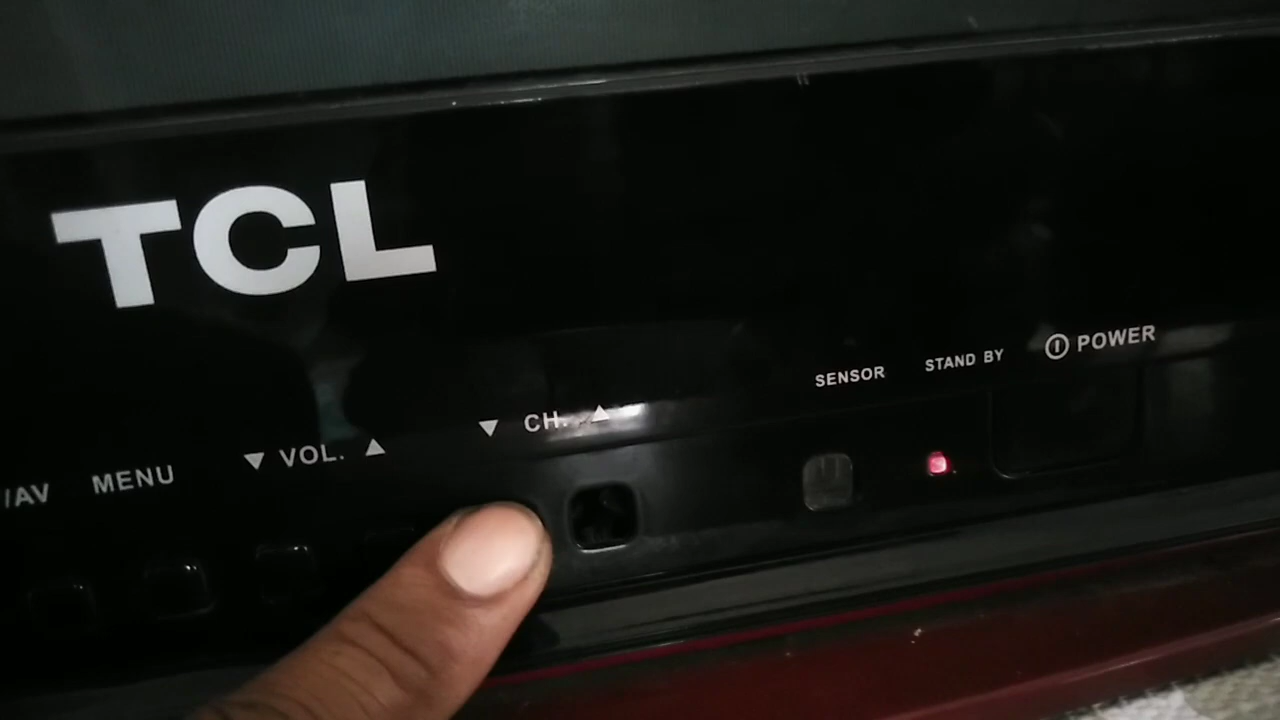 TCL
/AV MENU ▼ VOL. ▲ ▼ CH. ▲ SENSOR STAND BY POWER